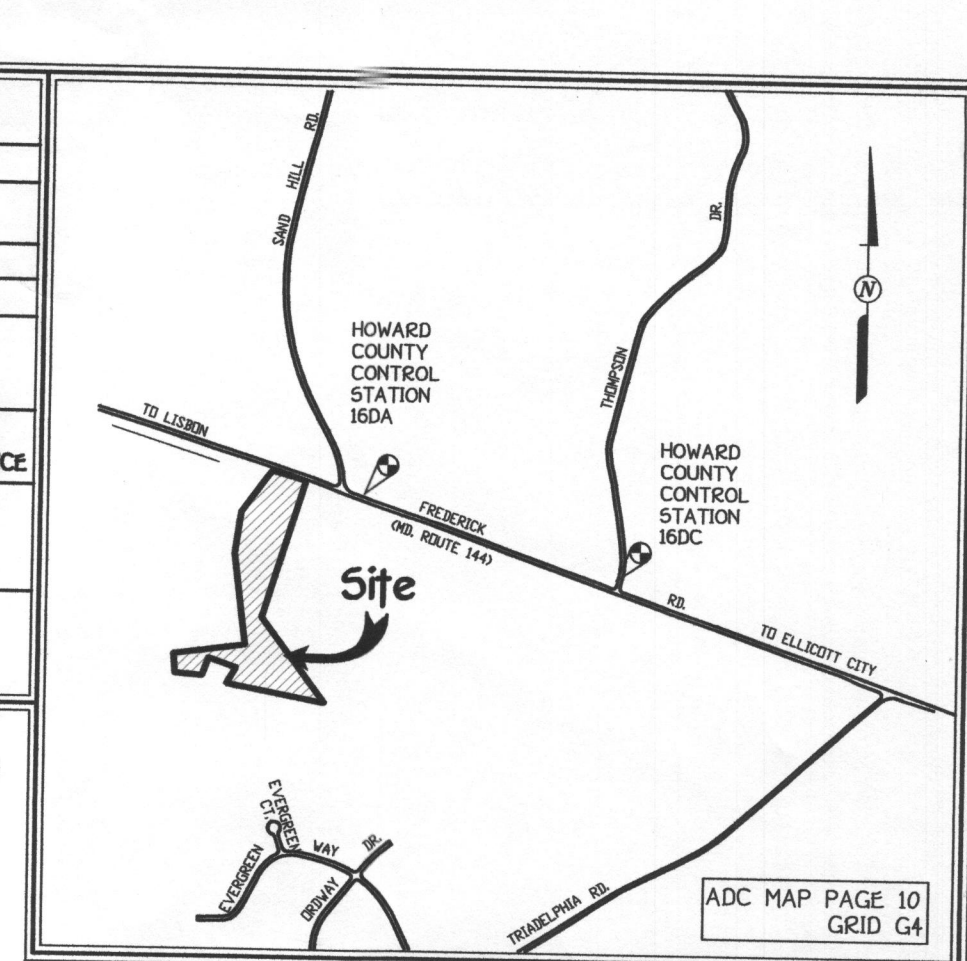 SAND HILL RD.
THOMPSON DR.
N
HOWARD
COUNTY
CONTROL
STATION
16DA
TO LISBON
CE
HOWARD
COUNTY
CONTROL
STATION
16DC
FREDERICK RD.
(MD. ROUTE 144)
Site
TO ELLICOTT CITY
EVERGREEN
CT.
EVERGREEN WAY
ORDWAY DR.
TRIADELPHIA RD.
ADC MAP PAGE 10
GRID G4